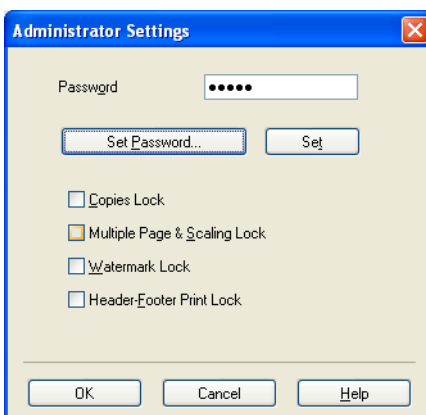 Administrator Settings
Password •••••
Set Password... Set
Copies Lock
Multiple Page & Scaling Lock
Watermark Lock
Header-Footer Print Lock
OK Cancel Help